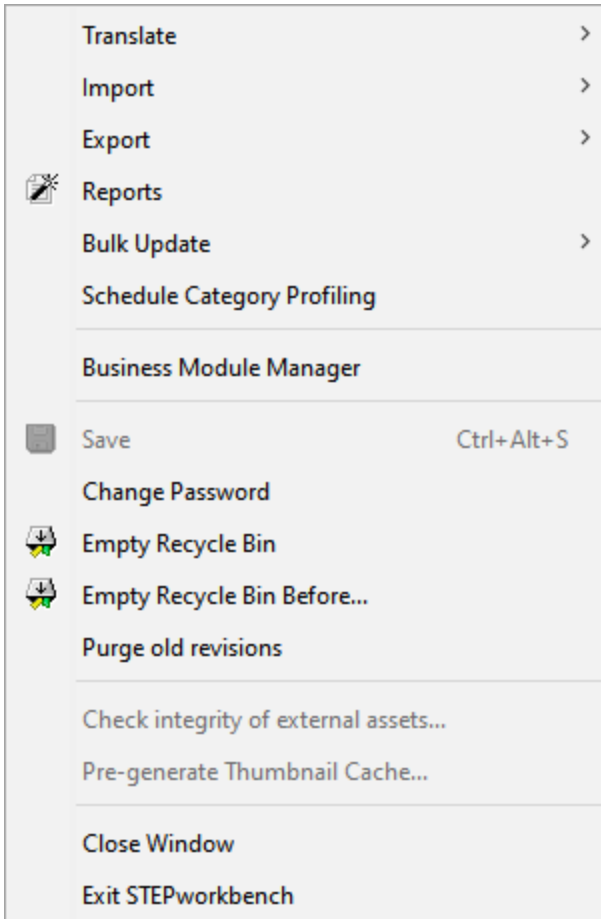 Translate
Import
Export
Reports
Bulk Update
Schedule Category Profiling
Business Module Manager
Save Ctrl+Alt+S
Change Password
Empty Recycle Bin
Empty Recycle Bin Before...
Purge old revisions
Check integrity of external assets...
Pre-generate Thumbnail Cache...
Close Window
Exit STEPworkbench